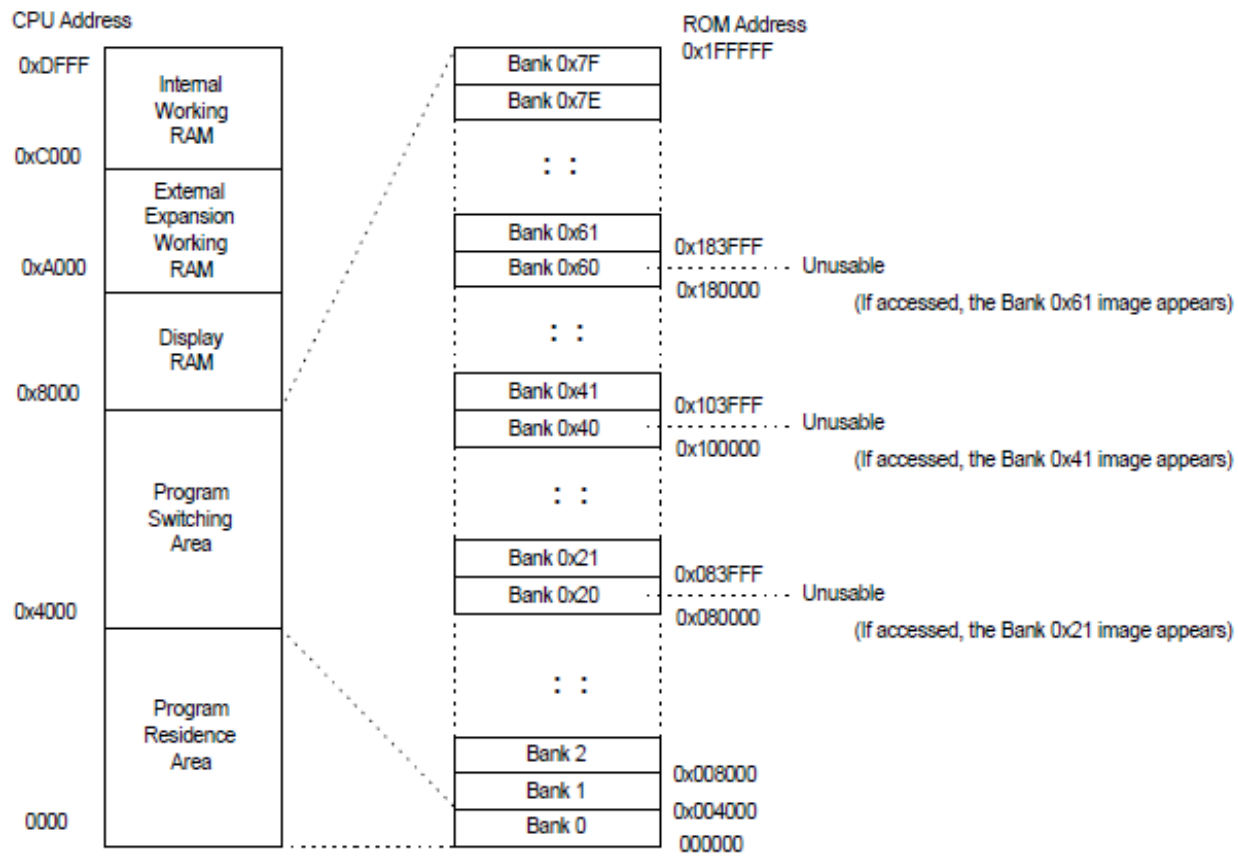 CPU Address
0xDFFF
Internal
Working
RAM
0xC000
External
Expansion
Working
RAM
0xA000
Display
RAM
0x8000
Program
Switching
Area
0x4000
Program
Residence
Area
0000
ROM Address
0x1FFFFF
Bank 0x7F
Bank 0x7E
: :
Bank 0x61
0x183FFF
Bank 0x60
Unusable
0x180000
(If accessed, the Bank 0x61 image appears)
: :
Bank 0x41
0x103FFF
Bank 0x40
Unusable
0x100000
(If accessed, the Bank 0x41 image appears)
: :
Bank 0x21
0x083FFF
Bank 0x20
Unusable
0x080000
(If accessed, the Bank 0x21 image appears)
: :
Bank 2
0x008000
Bank 1
0x004000
Bank 0
000000